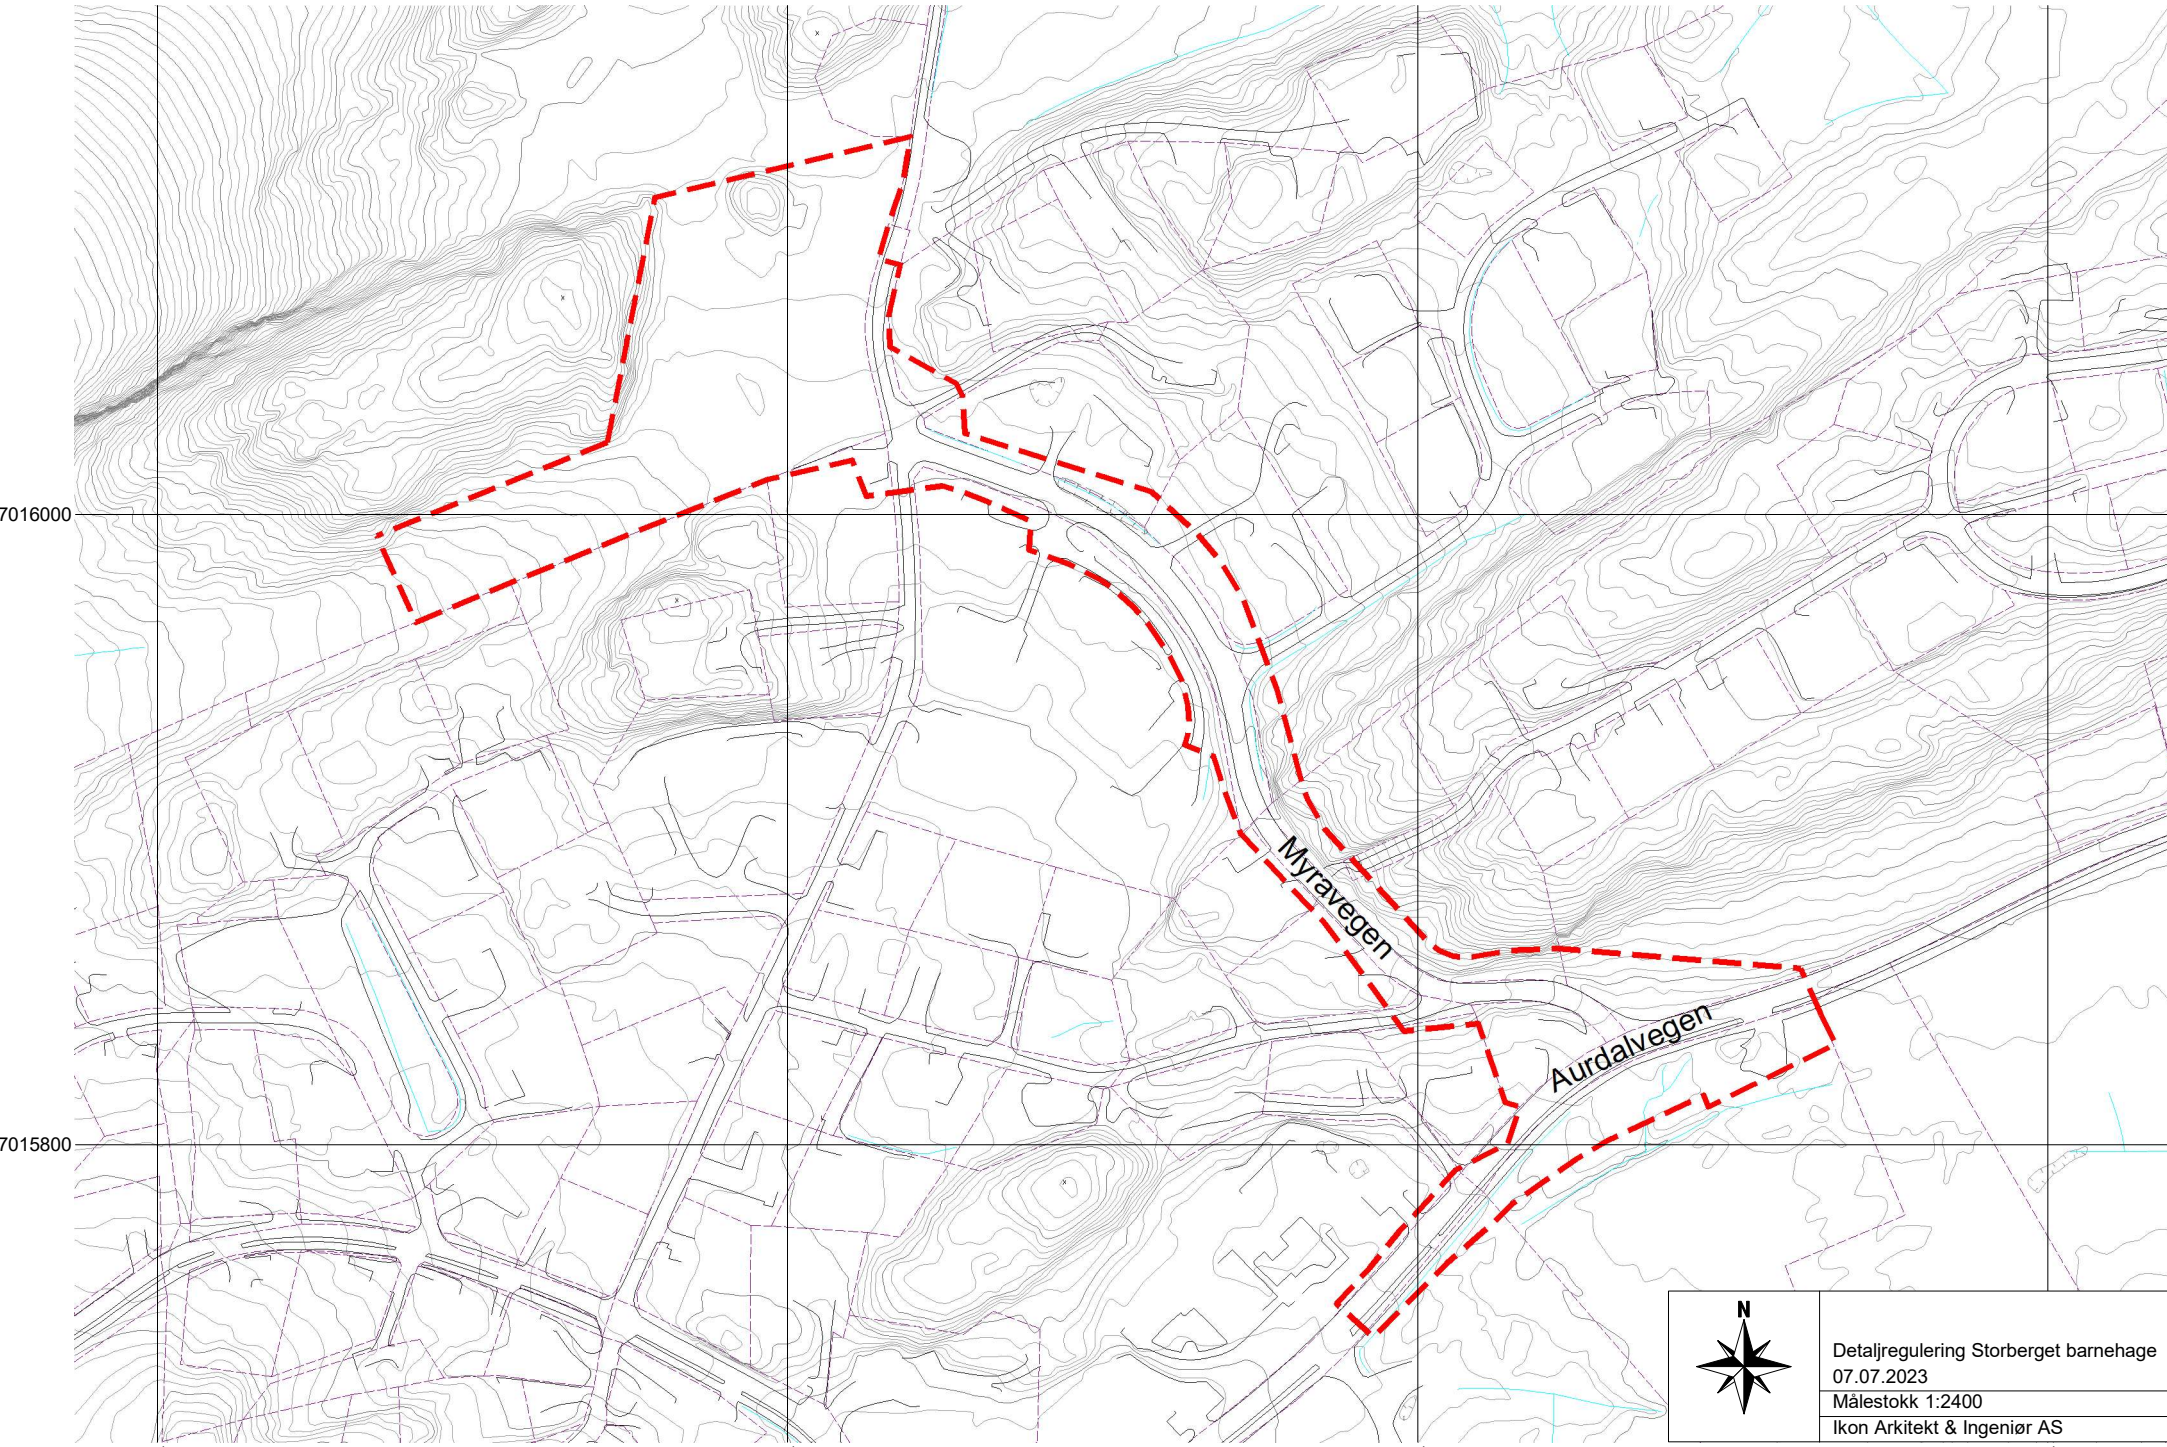 7016000
Myravegen
Aurdalvegen
7015800
N
Detaljregulering Storberget barnehage
07.07.2023
Målestokk 1:2400
Ikon Arkitekt & Ingeniør AS